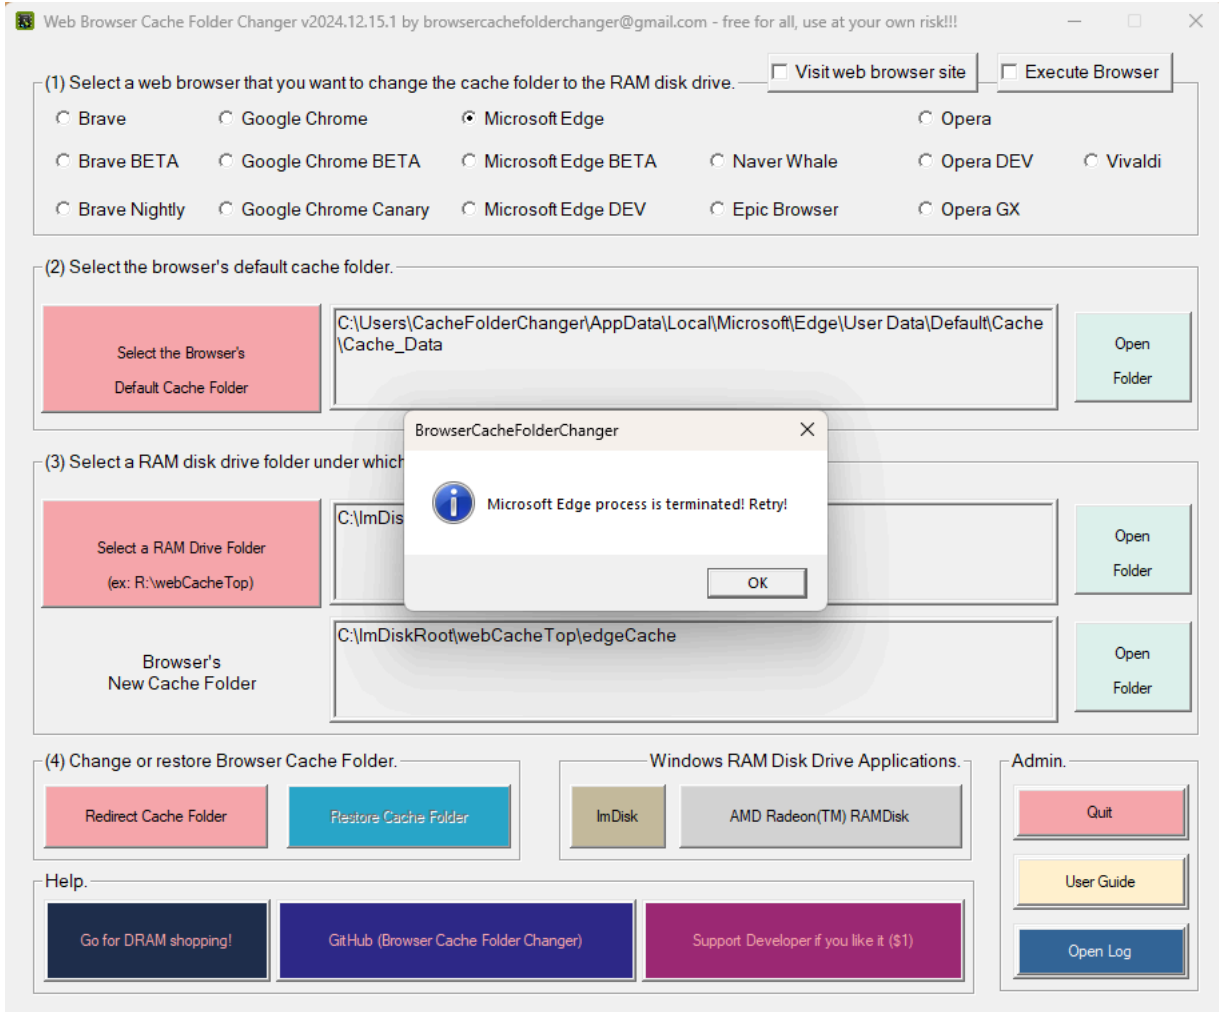 Web Browser Cache Folder Changer v2024.12.15.1 by browsercachefolderchanger@gmail.com - free for all, use at your own risk!!!
(1) Select a web browser that you want to change the cache folder to the RAM disk drive.
Visit web browser site
Execute Browser
Brave
Google Chrome
Microsoft Edge
Opera
Brave BETA
Google Chrome BETA
Microsoft Edge BETA
Naver Whale
Opera DEV
Vivaldi
Brave Nightly
Google Chrome Canary
Microsoft Edge DEV
Epic Browser
Opera GX
(2) Select the browser's default cache folder.
Select the Browser's
Default Cache Folder
C:\Users\CacheFolderChanger\AppData\Local\Microsoft\Edge\User Data\Default\Cache
\Cache_Data
Open
Folder
BrowserCacheFolderChanger
Microsoft Edge process is terminated! Retry!
OK
(3) Select a RAM disk drive folder under which
Select a RAM Drive Folder
(ex: R:\webCacheTop)
C:\ImDis
Open
Folder
Browser's
New Cache Folder
C:\ImDiskRoot\webCacheTop\edgeCache
Open
Folder
(4) Change or restore Browser Cache Folder.
Redirect Cache Folder
Restore Cache Folder
Windows RAM Disk Drive Applications.
ImDisk
AMD Radeon(TM) RAMDisk
Admin.
Quit
User Guide
Open Log
Help.
Go for DRAM shopping!
GitHub (Browser Cache Folder Changer)
Support Developer if you like it ($1)